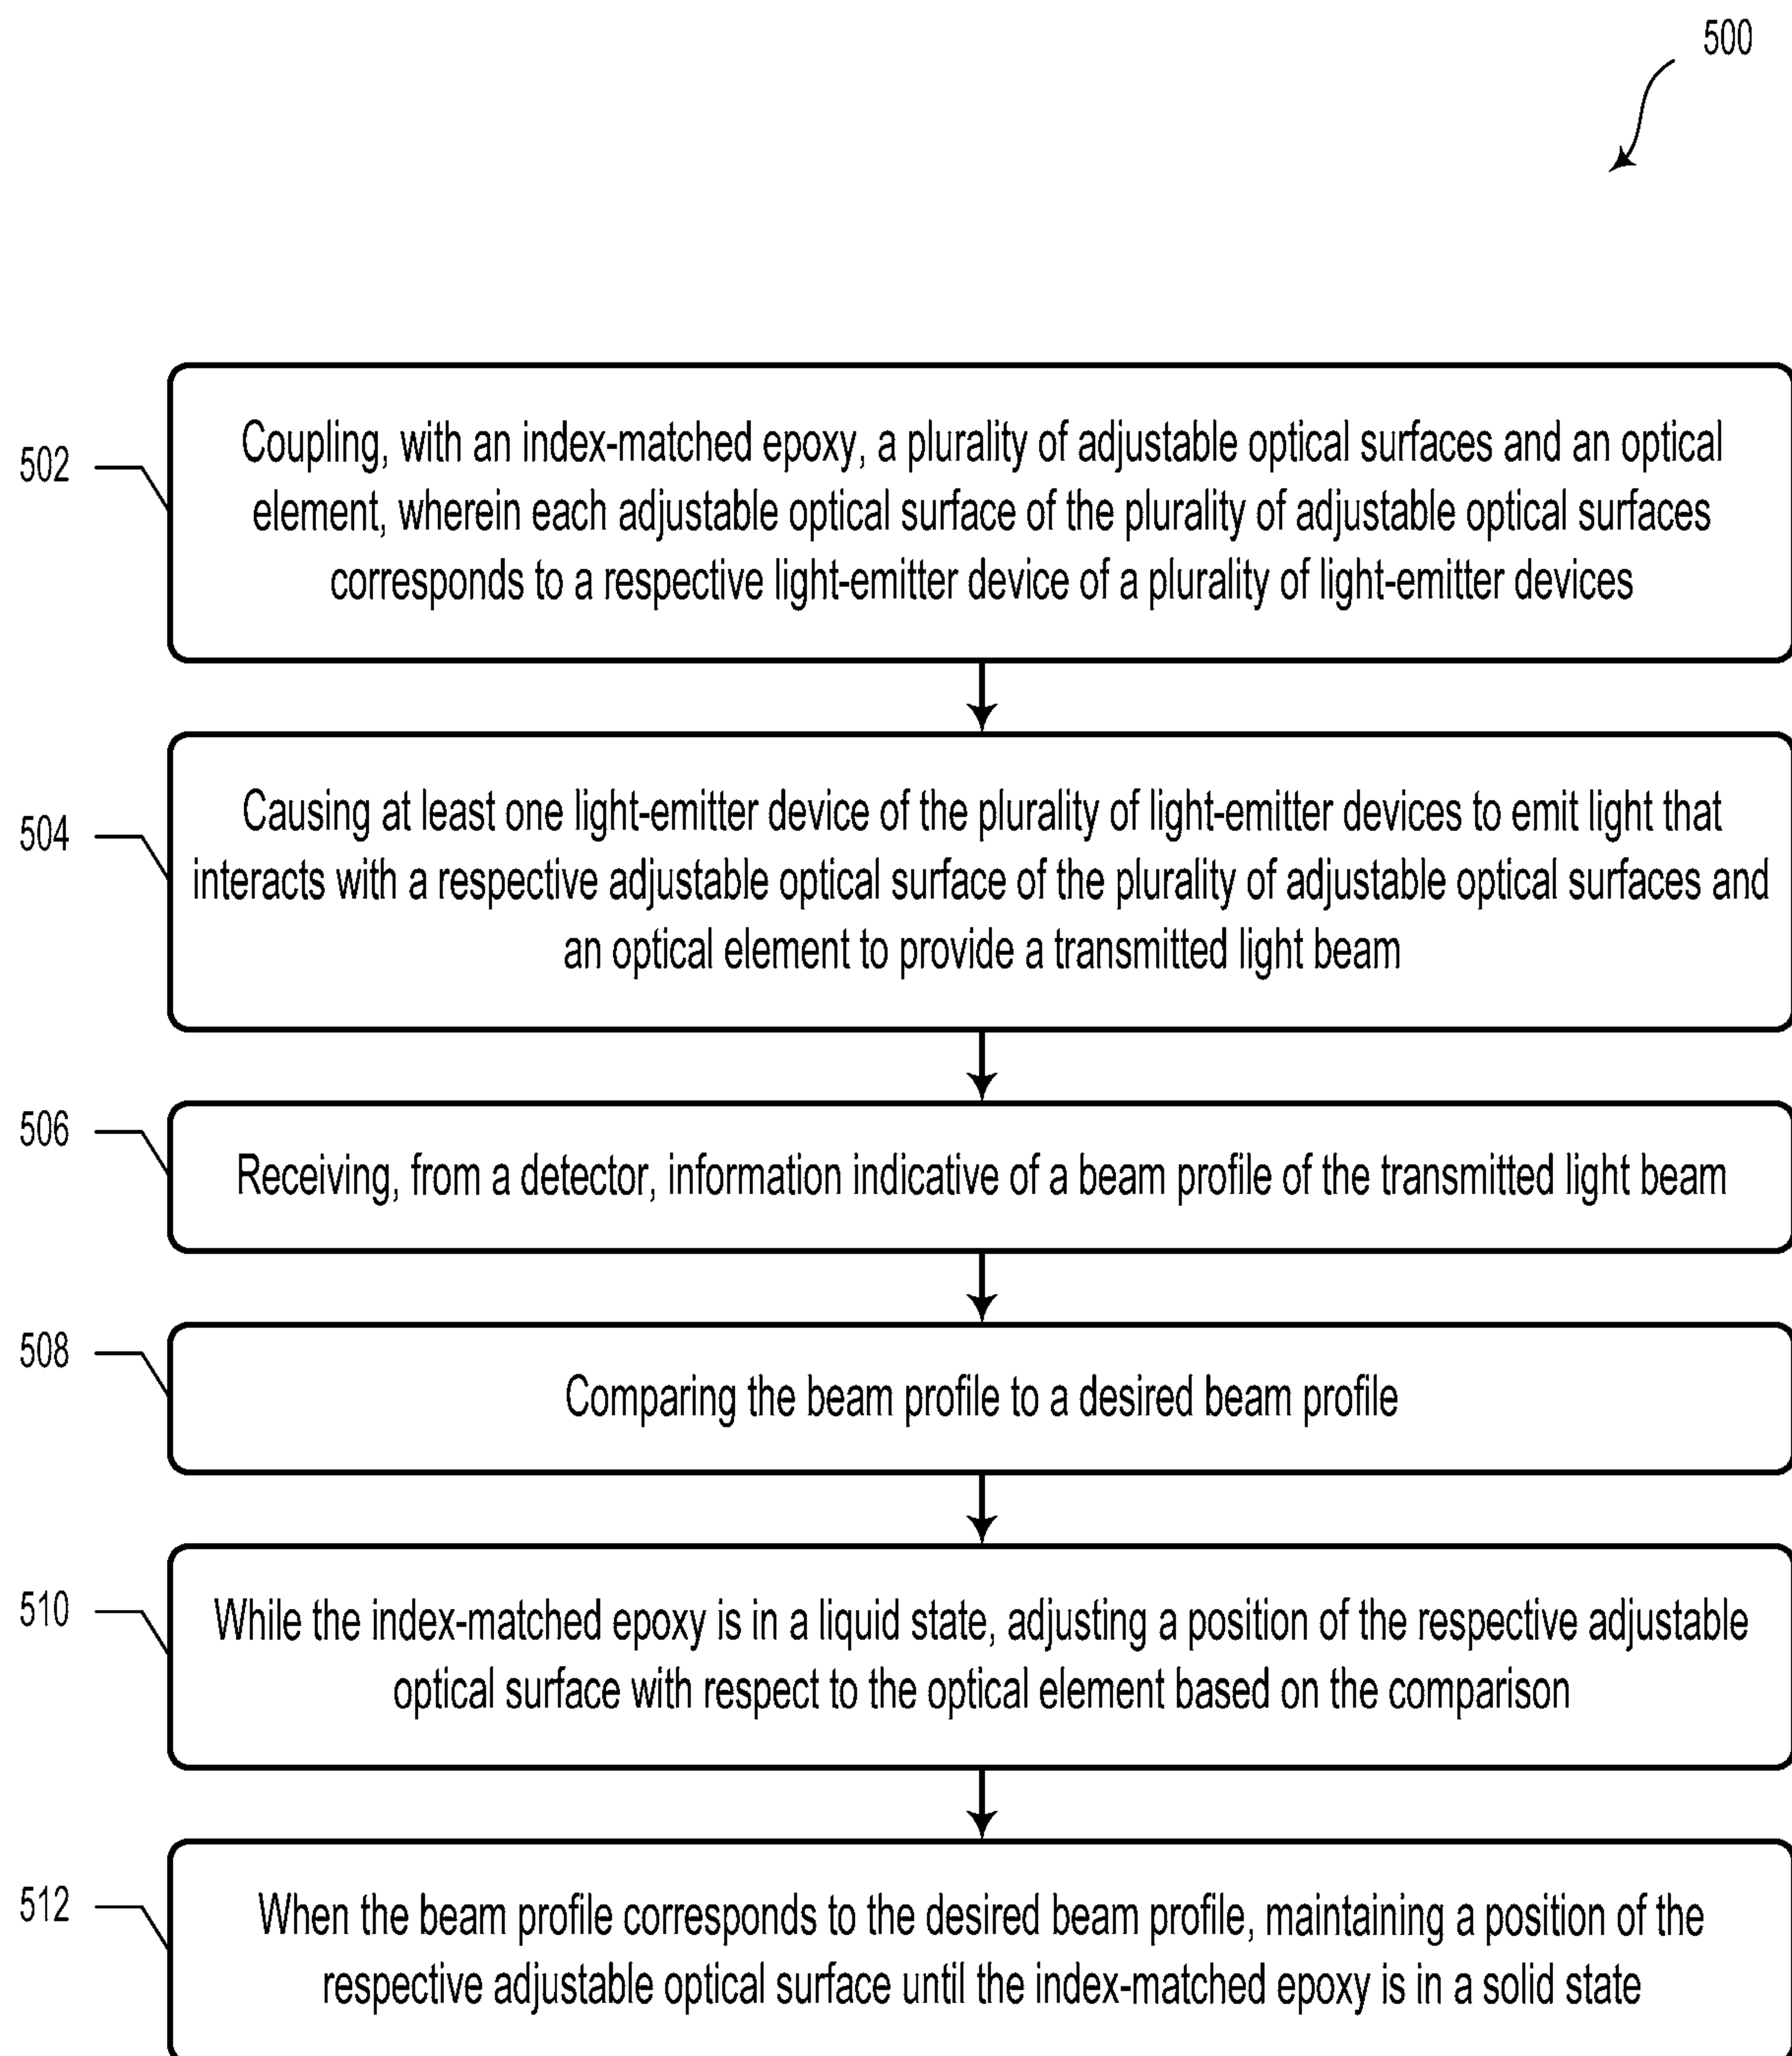 500
502
Coupling, with an index-matched epoxy, a plurality of adjustable optical surfaces and an optical
element, wherein each adjustable optical surface of the plurality of adjustable optical surfaces
corresponds to a respective light-emitter device of a plurality of light-emitter devices
504
Causing at least one light-emitter device of the plurality of light-emitter devices to emit light that
interacts with a respective adjustable optical surface of the plurality of adjustable optical surfaces and
an optical element to provide a transmitted light beam
506
Receiving, from a detector, information indicative of a beam profile of the transmitted light beam
508
Comparing the beam profile to a desired beam profile
510
While the index-matched epoxy is in a liquid state, adjusting a position of the respective adjustable
optical surface with respect to the optical element based on the comparison
512
When the beam profile corresponds to the desired beam profile, maintaining a position of the
respective adjustable optical surface until the index-matched epoxy is in a solid state